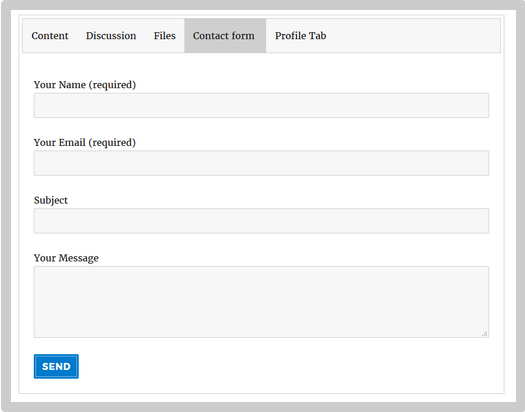 Content Discussion Files Contact form Profile Tab
Your Name (required)
Your Email (required)
Subject
Your Message
SEND